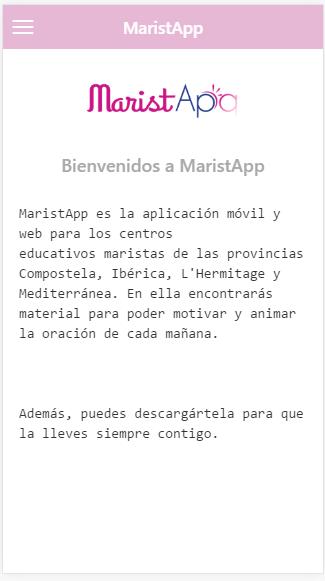 MaristApp
MaristApp
Bienvenidos a MaristApp
MaristApp es la aplicación móvil y
web para los centros
educativos maristas de las provincias
Compostela, Ibérica, L'Hermitage y
Mediterránea. En ella encontrarás
material para poder motivar y animar
la oración de cada mañana.
Además, puedes descargártela para que
la lleves siempre contigo.